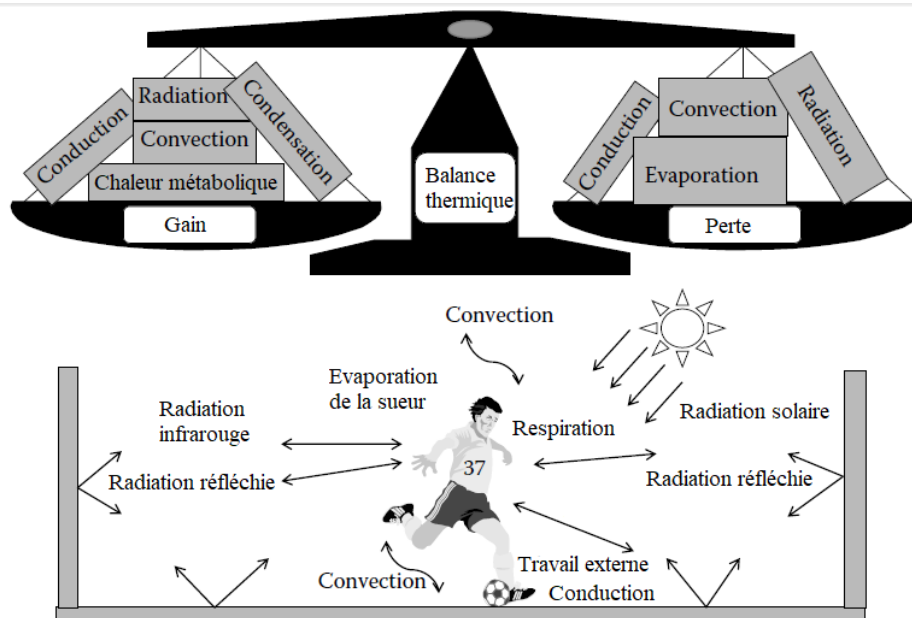 Conduction
Radiation
Condensation
Convection
Chaleur métabolique
Gain
Balance
thermique
Conduction
Convection
Radiation
Evaporation
Perte
Convection
Evaporation
de la sueur
Radiation
infrarouge
Respiration
Radiation solaire
Radiation réfléchie
37
Radiation réfléchie
Convection
Travail externe
Conduction